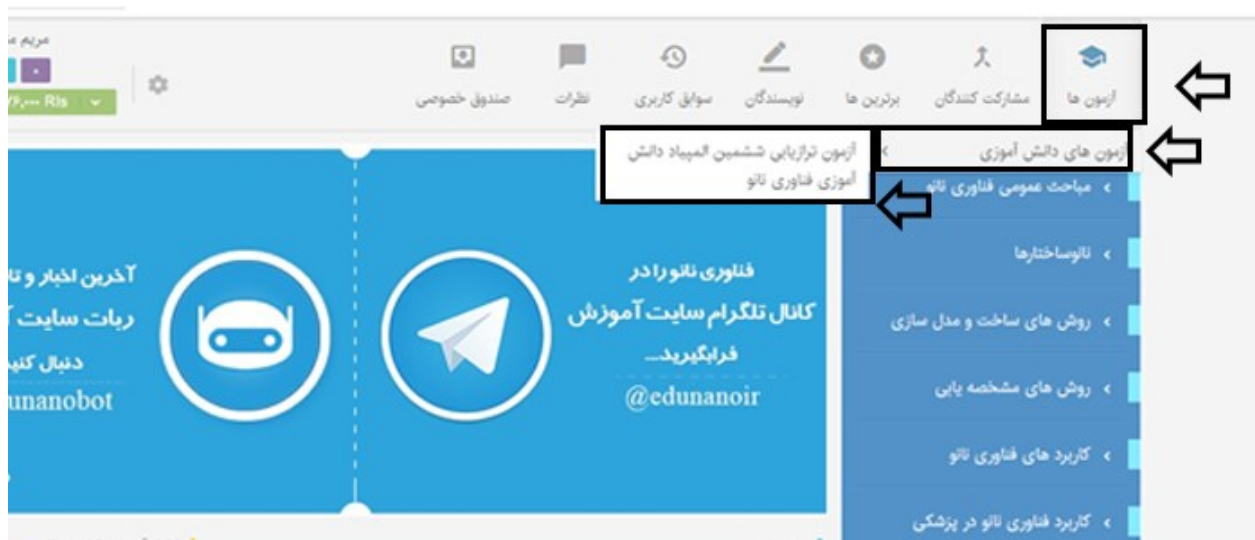 مریم
Rls
آزمون ها
مشارکت کنندگان
برترین ها
نویسندگان
سوابق کاربری
نظرات
صندوق خصوصی
آزمون های دانش آموزی
آزمون ترازیابی ششمین المپیاد دانش
آموزی فناوری نانو
مباحث عمومی فناوری نانو
نانوساختارها
روش های ساخت و مدل سازی
روش های مشخصه یابی
کاربرد های فناوری نانو
کاربرد فناوری نانو در پزشکی
فناوری نانو را در
کانال تلگرام سایت آموزش
فرابگیرید...
@edunanoir
آخرین اخبار و
ربات سایت
دنبال
unanobot